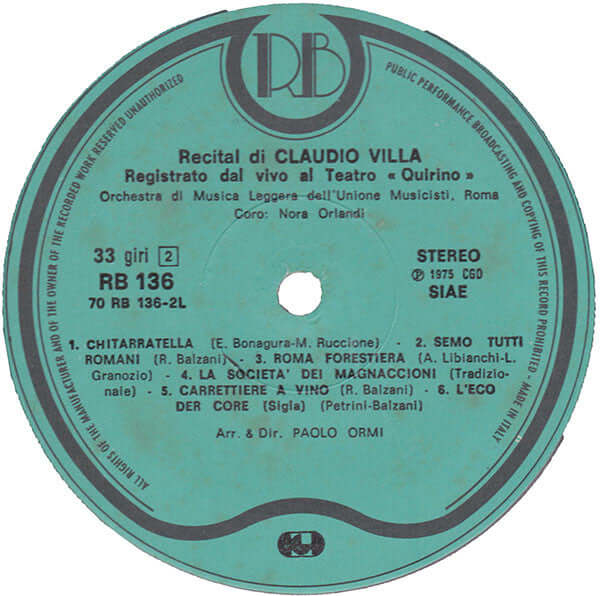 RB
ALL RIGHTS OF THE MANUFACTURER AND OF THE OWNER OF THE RECORDED WORK RESERVED UNAUTHORIZED
PUBLIC PERFORMANCE BROADCASTING AND COPYING OF THIS RECORD PROHIBITED - MADE IN ITALY
Recital di CLAUDIO VILLA
Registrato dal vivo al Teatro « Quirino »
Orchestra di Musica Leggera dell'Unione Musicisti, Roma
Coro: Nora Orlandi
33 giri 2
RB 136
70 RB 136-2L
STEREO
℗ 1975 CGD
SIAE
1. CHITARRATELLA (E. Bonagura-M. Ruccione) - 2. SEMO TUTTI
ROMANI (R. Balzani) - 3. ROMA FORESTIERA (A. Libianchi-L.
Granozio) - 4. LA SOCIETA' DEI MAGNACCIONI (Tradizio-
nale) - 5. CARRETTIERE A VINO (R. Balzani) - 6. L'ECO
DER CORE (Sigla) (Petrini-Balzani)
Arr. & Dir. PAOLO ORMI